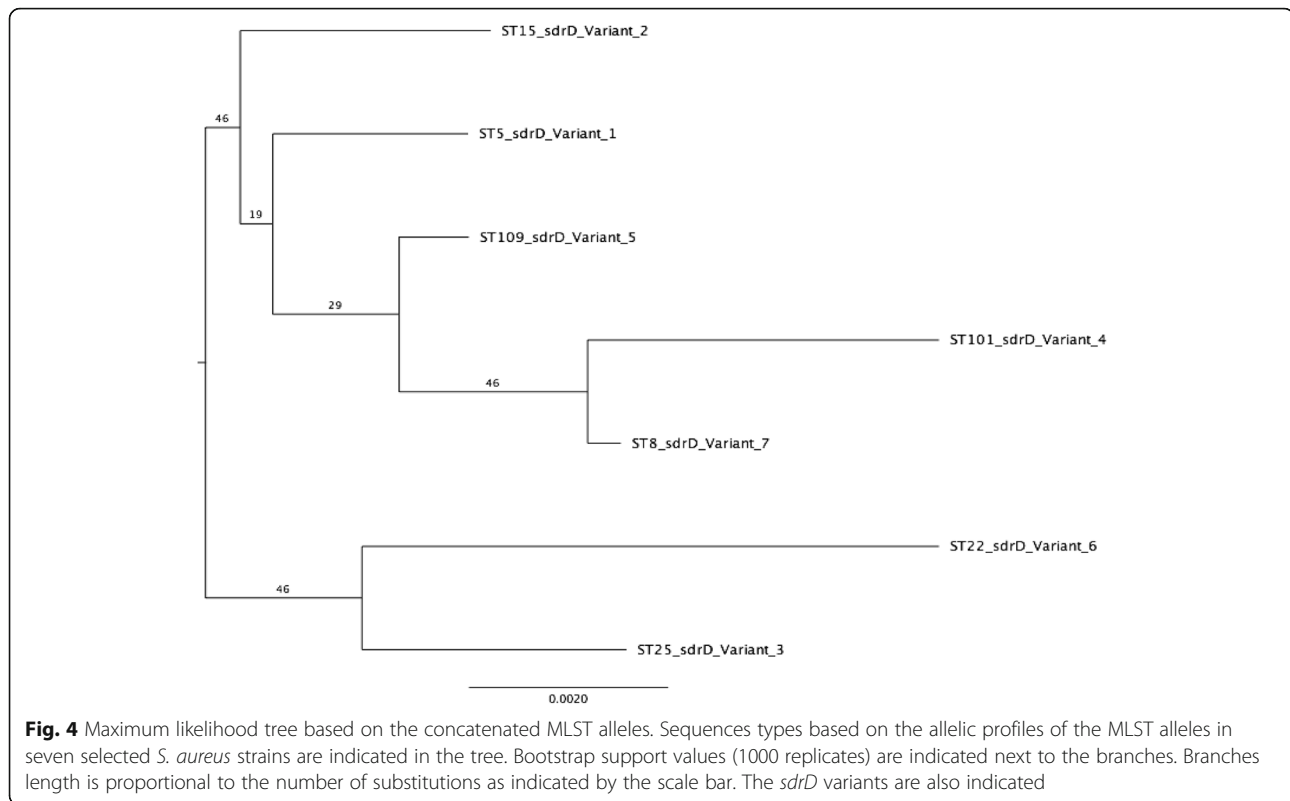 ST15_sdrD_Variant_2
46
ST5_sdrD_Variant_1
19
ST109_sdrD_Variant_5
29
ST101_sdrD_Variant_4
46
ST8_sdrD_Variant_7
ST22_sdrD_Variant_6
46
ST25_sdrD_Variant_3
0.0020
Fig. 4 Maximum likelihood tree based on the concatenated MLST alleles. Sequences types based on the allelic profiles of the MLST alleles in
seven selected S. aureus strains are indicated in the tree. Bootstrap support values (1000 replicates) are indicated next to the branches. Branches
length is proportional to the number of substitutions as indicated by the scale bar. The sdrD variants are also indicated